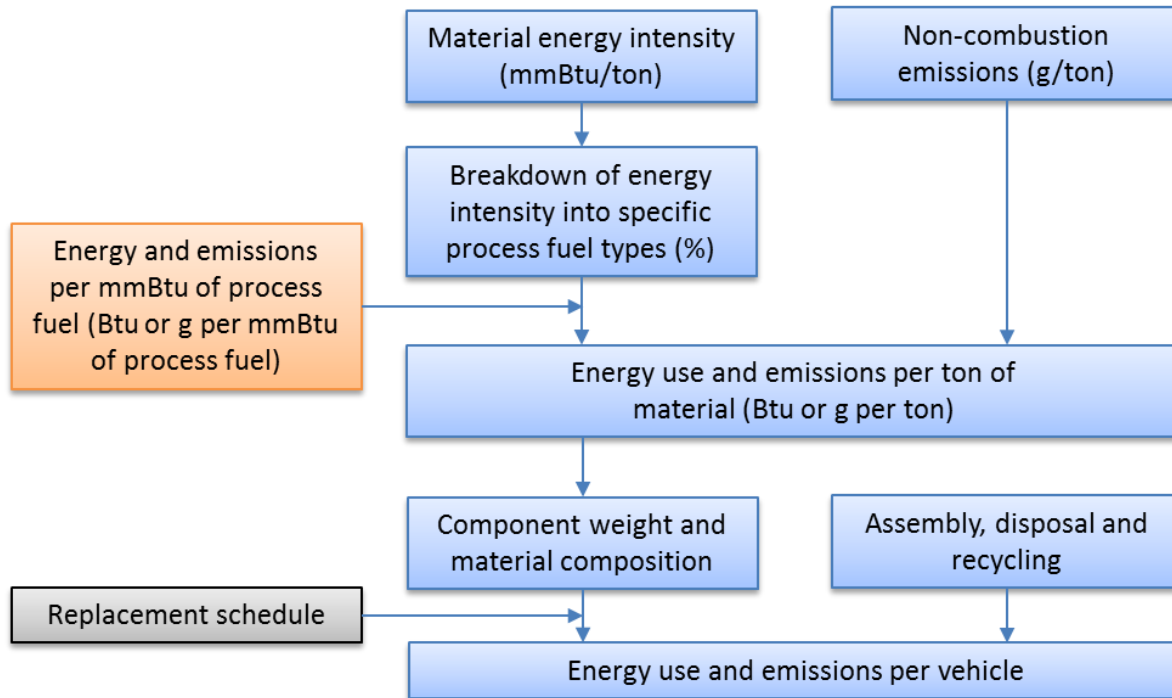 Material energy intensity
(mmBtu/ton)
Non-combustion
emissions (g/ton)
Breakdown of energy
intensity into specific
process fuel types (%)
Energy and emissions
per mmBtu of process
fuel (Btu or g per mmBtu
of process fuel)
Energy use and emissions per ton of
material (Btu or g per ton)
Component weight and
material composition
Assembly, disposal and
recycling
Replacement schedule
Energy use and emissions per vehicle